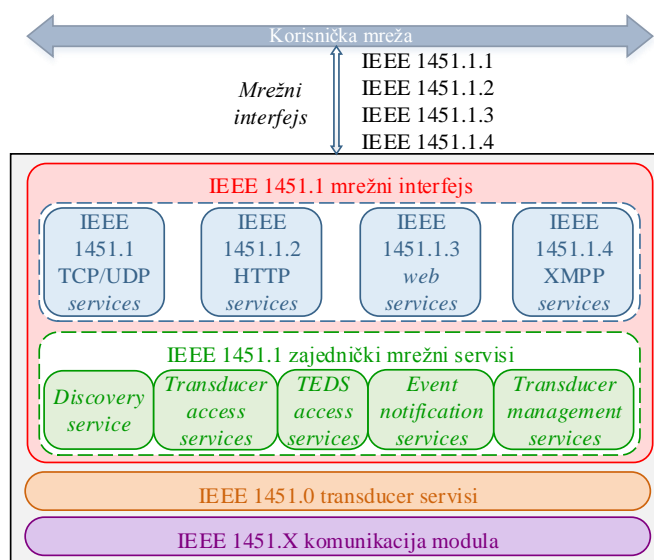 Korisnička mreža
Mrežni
interfejs
IEEE 1451.1.1
IEEE 1451.1.2
IEEE 1451.1.3
IEEE 1451.1.4
IEEE 1451.1 mrežni interfejs
IEEE
1451.1
TCP/UDP
services
IEEE
1451.1.2
HTTP
services
IEEE
1451.1.3
web
services
IEEE
1451.1.4
XMPP
services
IEEE 1451.1 zajednički mrežni servisi
Discovery
service
Transducer
access
services
TEDS
access
services
Event
notification
services
Transducer
management
services
IEEE 1451.0 transducer servisi
IEEE 1451.X komunikacija modula